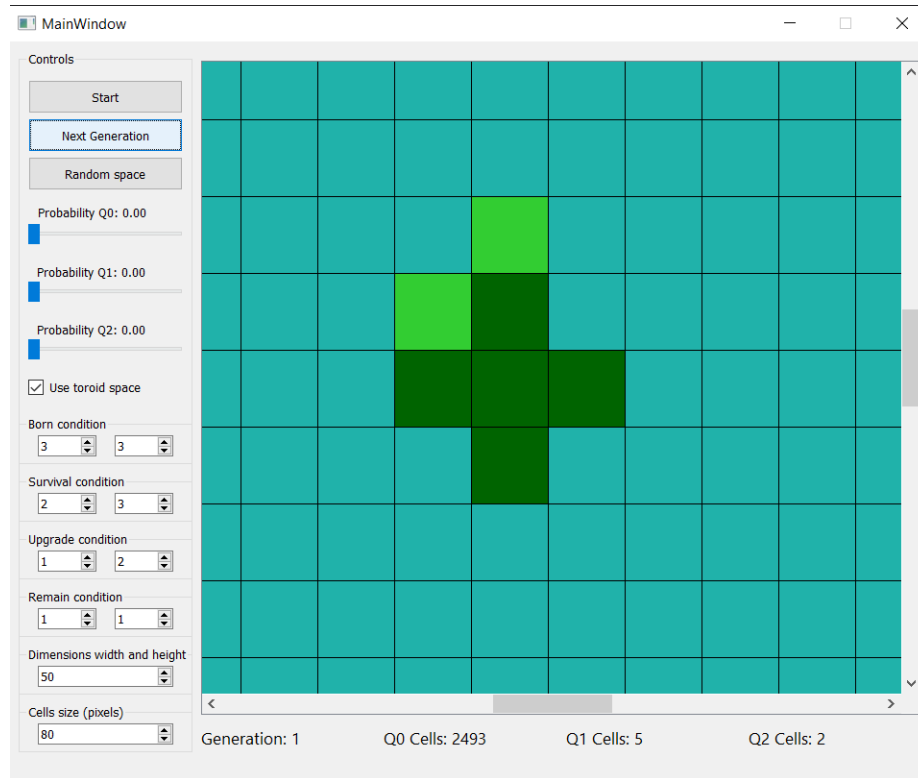 MainWindow
Controls
Start
Next Generation
Random space
Probability Q0: 0.00
Probability Q1: 0.00
Probability Q2: 0.00
Use toroid space
Born condition
3 3
Survival condition
2 3
Upgrade condition
1 2
Remain condition
1 1
Dimensions width and height
50
Cells size (pixels)
80
Generation: 1 Q0 Cells: 2493 Q1 Cells: 5 Q2 Cells: 2